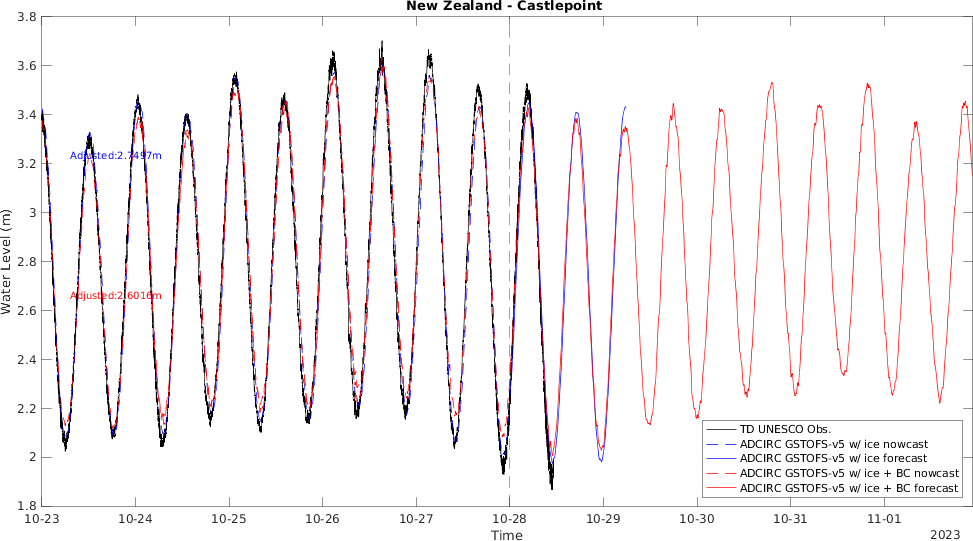 New Zealand - Castlepoint
3.8
3.6
3.4
3.2
3
2.8
2.6
2.4
2.2
2
1.8
Water Level (m)
Adjusted:2.7497m
Adjusted:2.6016m
TD UNESCO Obs.
ADCIRC GSTOFS-v5 w/ ice nowcast
ADCIRC GSTOFS-v5 w/ ice forecast
ADCIRC GSTOFS-v5 w/ ice + BC nowcast
ADCIRC GSTOFS-v5 w/ ice + BC forecast
10-23 10-24 10-25 10-26 10-27 10-28 10-29 10-30 10-31 11-01
Time
2023